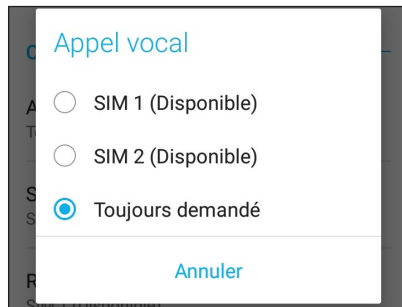 Appel vocal
SIM 1 (Disponible)
SIM 2 (Disponible)
Toujours demandé
Annuler